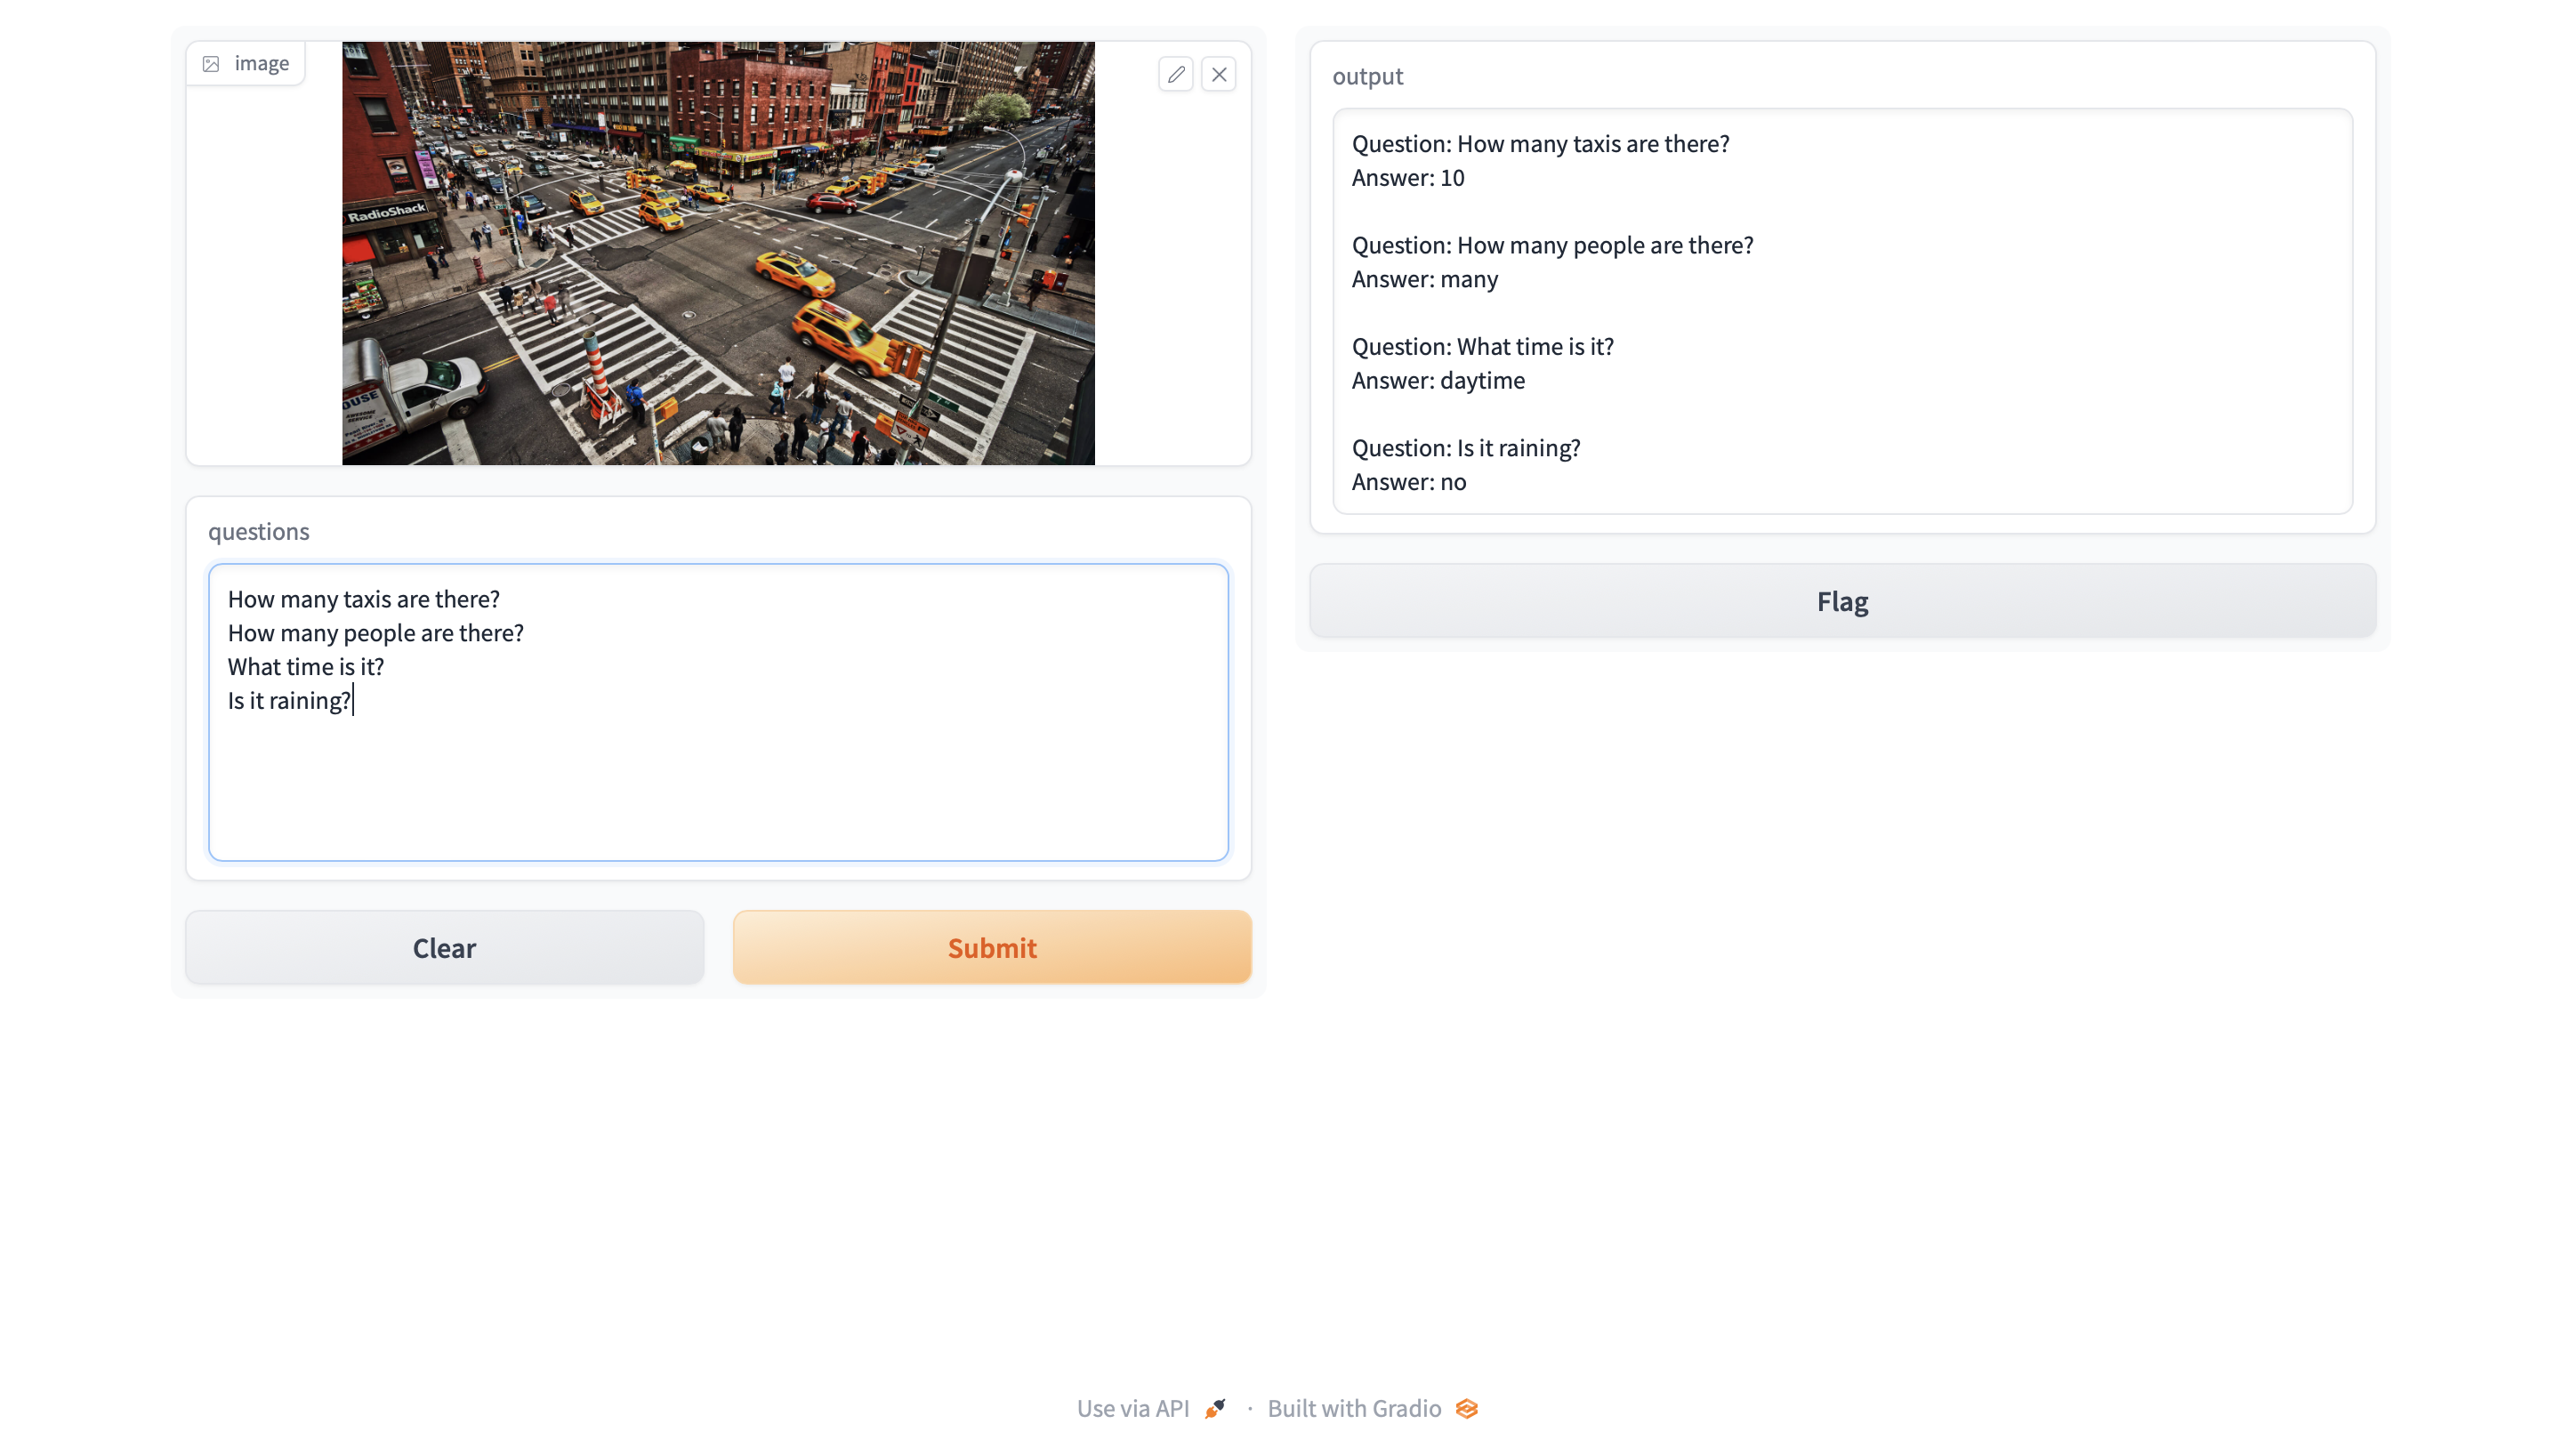 image
RadioShack
OUSE
AWESOME
SERVICE
questions
How many taxis are there?
How many people are there?
What time is it?
Is it raining?
Clear
Submit
output
Question: How many taxis are there?
Answer: 10
Question: How many people are there?
Answer: many
Question: What time is it?
Answer: daytime
Question: Is it raining?
Answer: no
Flag
Use via API · Built with Gradio